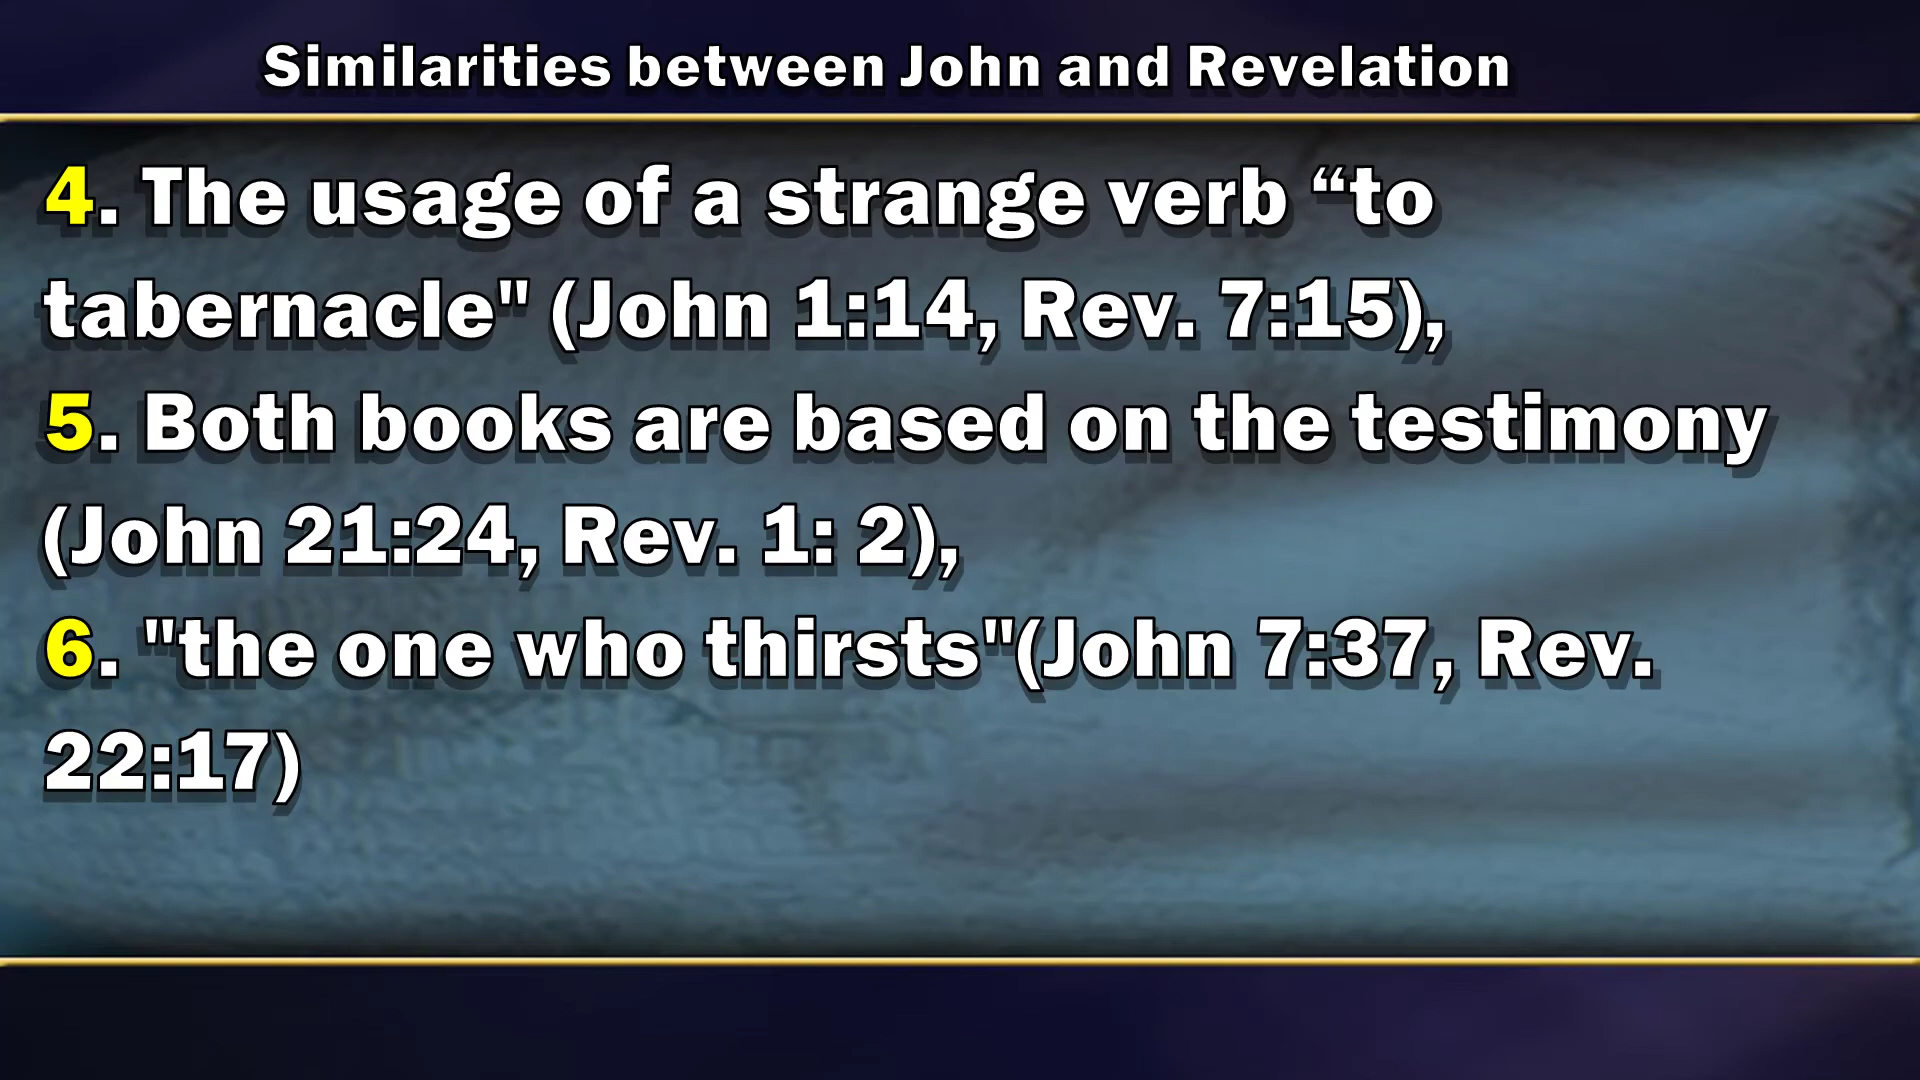 Similarities between John and Revelation
4. The usage of a strange verb “to
tabernacle" (John 1:14, Rev. 7:15),
5. Both books are based on the testimony
(John 21:24, Rev. 1: 2),
6. "the one who thirsts"(John 7:37, Rev.
22:17)